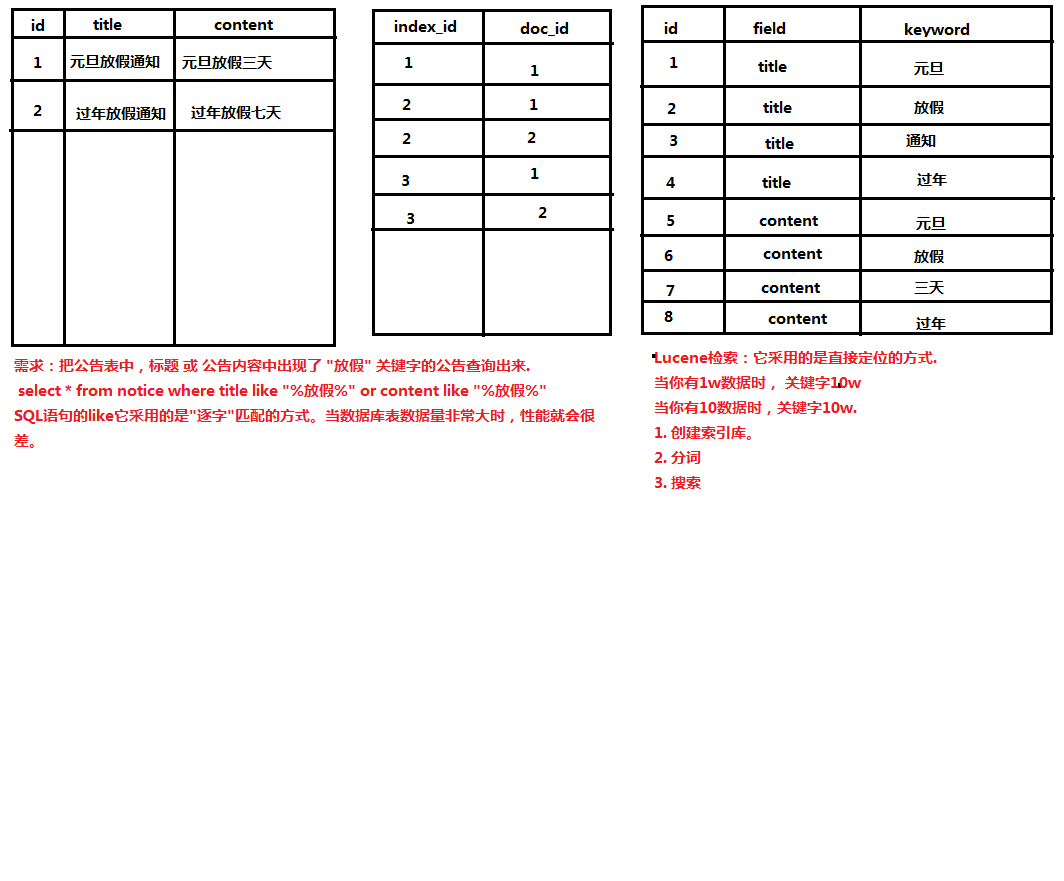 id title content
1 元旦放假通知 元旦放假三天
2 过年放假通知 过年放假七天
index_id doc_id
1 1
2 1
2 2
3 1
3 2
id field keyword
1 title 元旦
2 title 放假
3 title 通知
4 title 过年
5 content 元旦
6 content 放假
7 content 三天
8 content 过年
需求：把公告表中，标题 或 公告内容中出现了 "放假" 关键字的公告查询出来.
select * from notice where title like "%放假%" or content like "%放假%"
SQL语句的like它采用的是"逐字"匹配的方式。当数据库表数据量非常大时，性能就会很
差。
Lucene检索：它采用的是直接定位的方式.
当你有1w数据时， 关键字10w
当你有10数据时，关键字10w.
1. 创建索引库。
2. 分词
3. 搜索